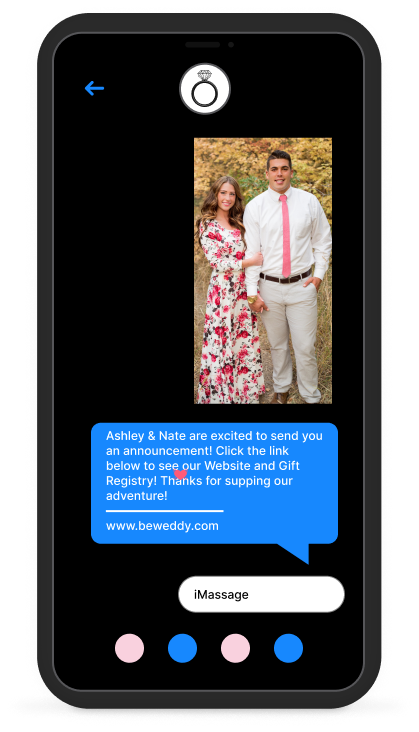 Ashley & Nate are excited to send you
an announcement! Click the link
below to see our Website and Gift
Registry! Thanks for supping our
adventure!
www.beweddy.com
iMassage